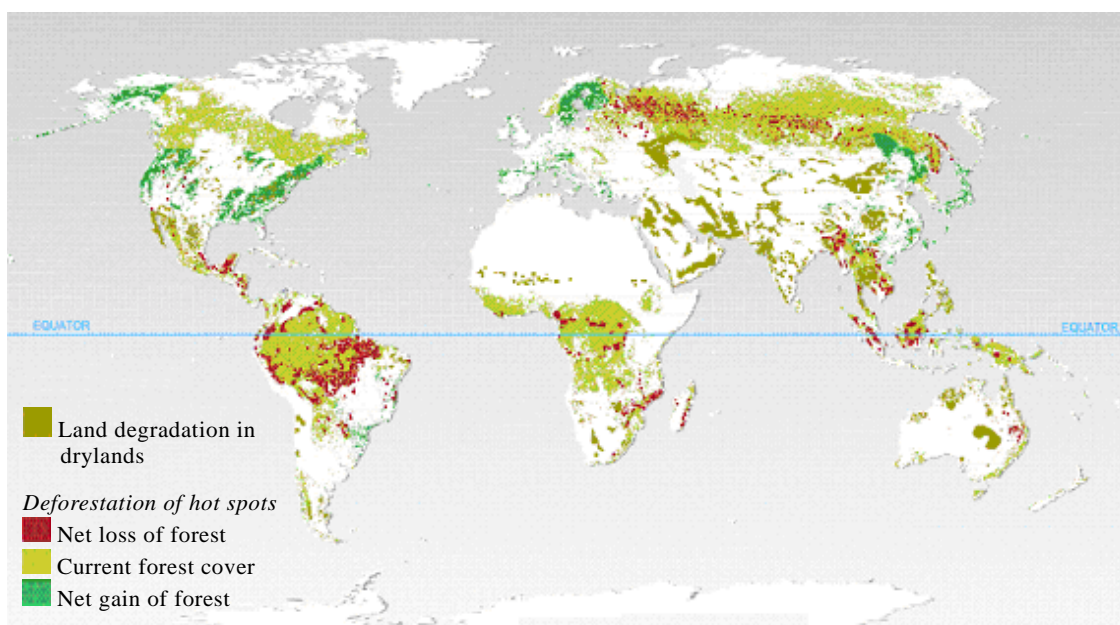 EQUATOR
EQUATOR
Land degradation in
drylands
Deforestation of hot spots
Net loss of forest
Current forest cover
Net gain of forest